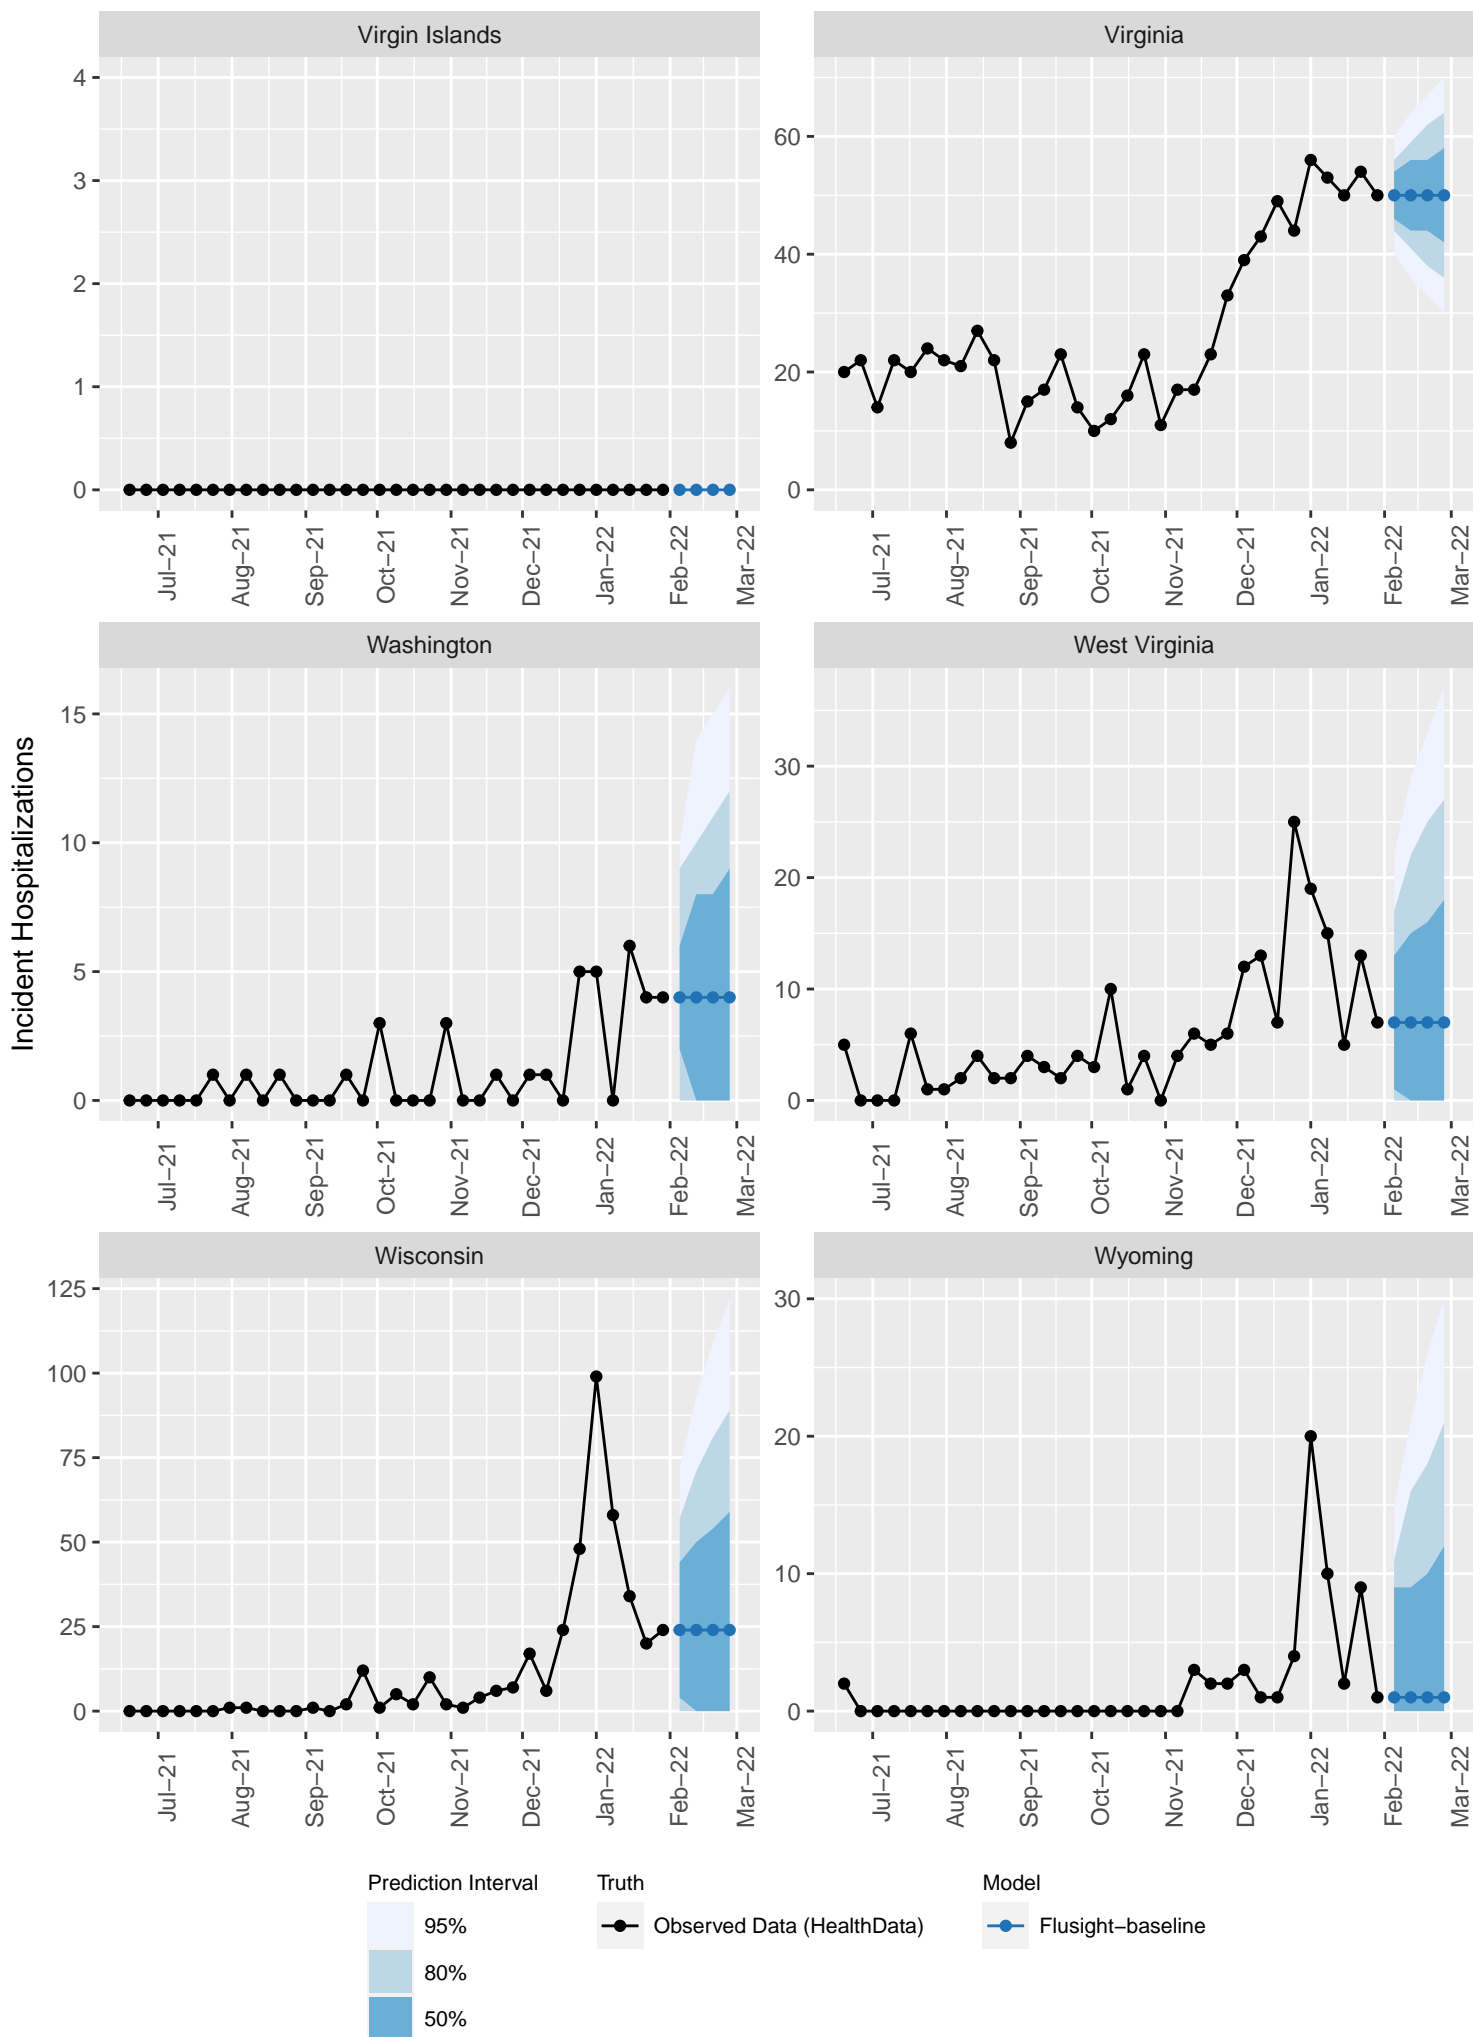 Virgin Islands
Virginia
4
3
2
1
0
60
40
20
0
Jul−21
Aug−21
Sep−21
Oct−21
Nov−21
Dec−21
Jan−22
Feb−22
Mar−22
Jul−21
Aug−21
Sep−21
Oct−21
Nov−21
Dec−21
Jan−22
Feb−22
Mar−22
Incident Hospitalizations
Washington
West Virginia
15
10
5
0
30
20
10
0
Jul−21
Aug−21
Sep−21
Oct−21
Nov−21
Dec−21
Jan−22
Feb−22
Mar−22
Jul−21
Aug−21
Sep−21
Oct−21
Nov−21
Dec−21
Jan−22
Feb−22
Mar−22
Wisconsin
Wyoming
125
100
75
50
25
0
30
20
10
0
Jul−21
Aug−21
Sep−21
Oct−21
Nov−21
Dec−21
Jan−22
Feb−22
Mar−22
Jul−21
Aug−21
Sep−21
Oct−21
Nov−21
Dec−21
Jan−22
Feb−22
Mar−22
Prediction Interval
95%
80%
50%
Truth
Observed Data (HealthData)
Model
Flusight−baseline